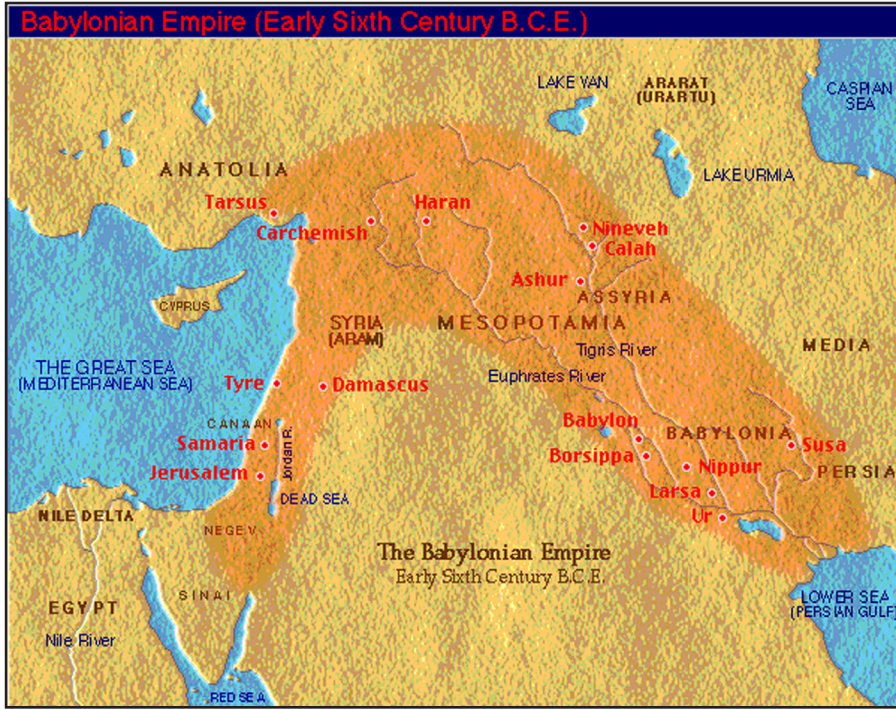 Babylonian Empire (Early Sixth Century B.C.E.)
LAKE VAN
ARARAT
(URARTU)
CASPIAN
SEA
ANATOLIA
LAKE URMIA
Tarsus
Haran
Carchemish
Nineveh
Calah
Ashur
ASSYRIA
CYPRUS
SYRIA
(ARAM)
MESOPOTAMIA
Tigris River
MEDIA
THE GREAT SEA
(MEDITERRANEAN SEA)
Tyre
Damascus
Euphrates River
CANAAN
Babylon
BABYLONIA
Samaria
Jordan R.
Susa
Borsippa
Nippur
PERSIA
Jerusalem
Larsa
DEAD SEA
Ur
NILE DELTA
NEGEV
The Babylonian Empire
Early Sixth Century B.C.E.
SINAI
EGYPT
LOWER SEA
(PERSIAN GULF)
Nile River
RED SEA